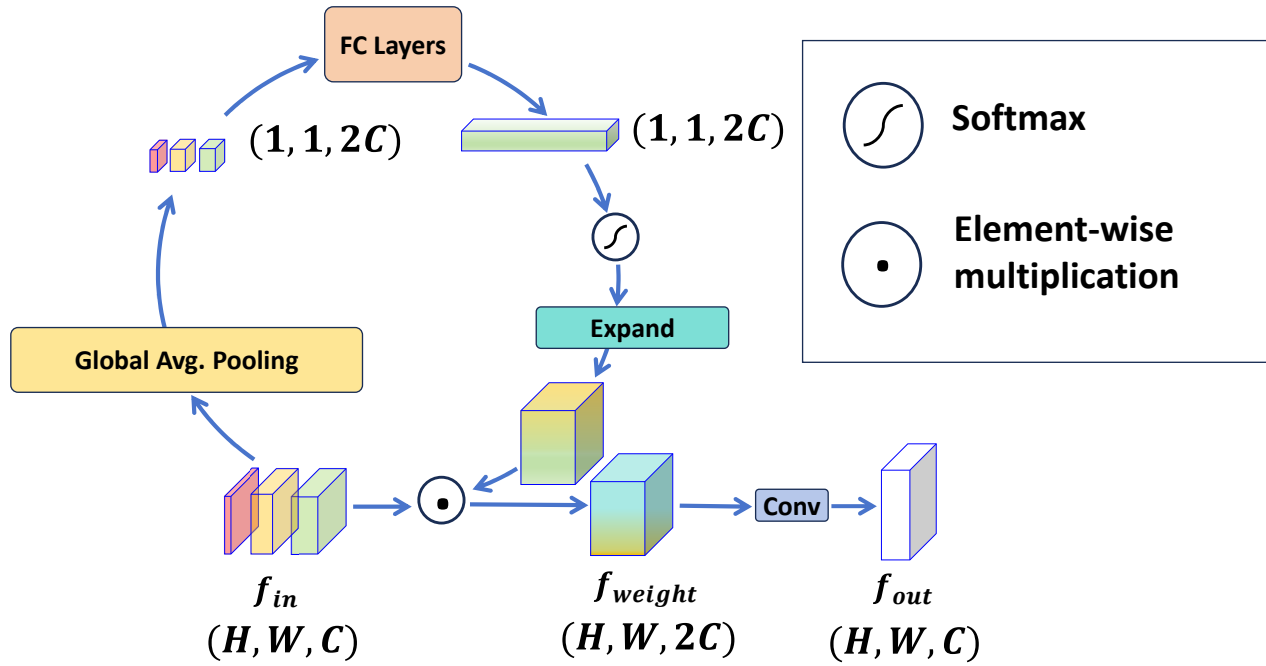 FC Layers
(1, 1, 2C)
(1, 1, 2C)
Softmax
Element-wise
multiplication
Expand
Global Avg. Pooling
Conv
f_in
(H, W, C)
f_weight
(H, W, 2C)
f_out
(H, W, C)